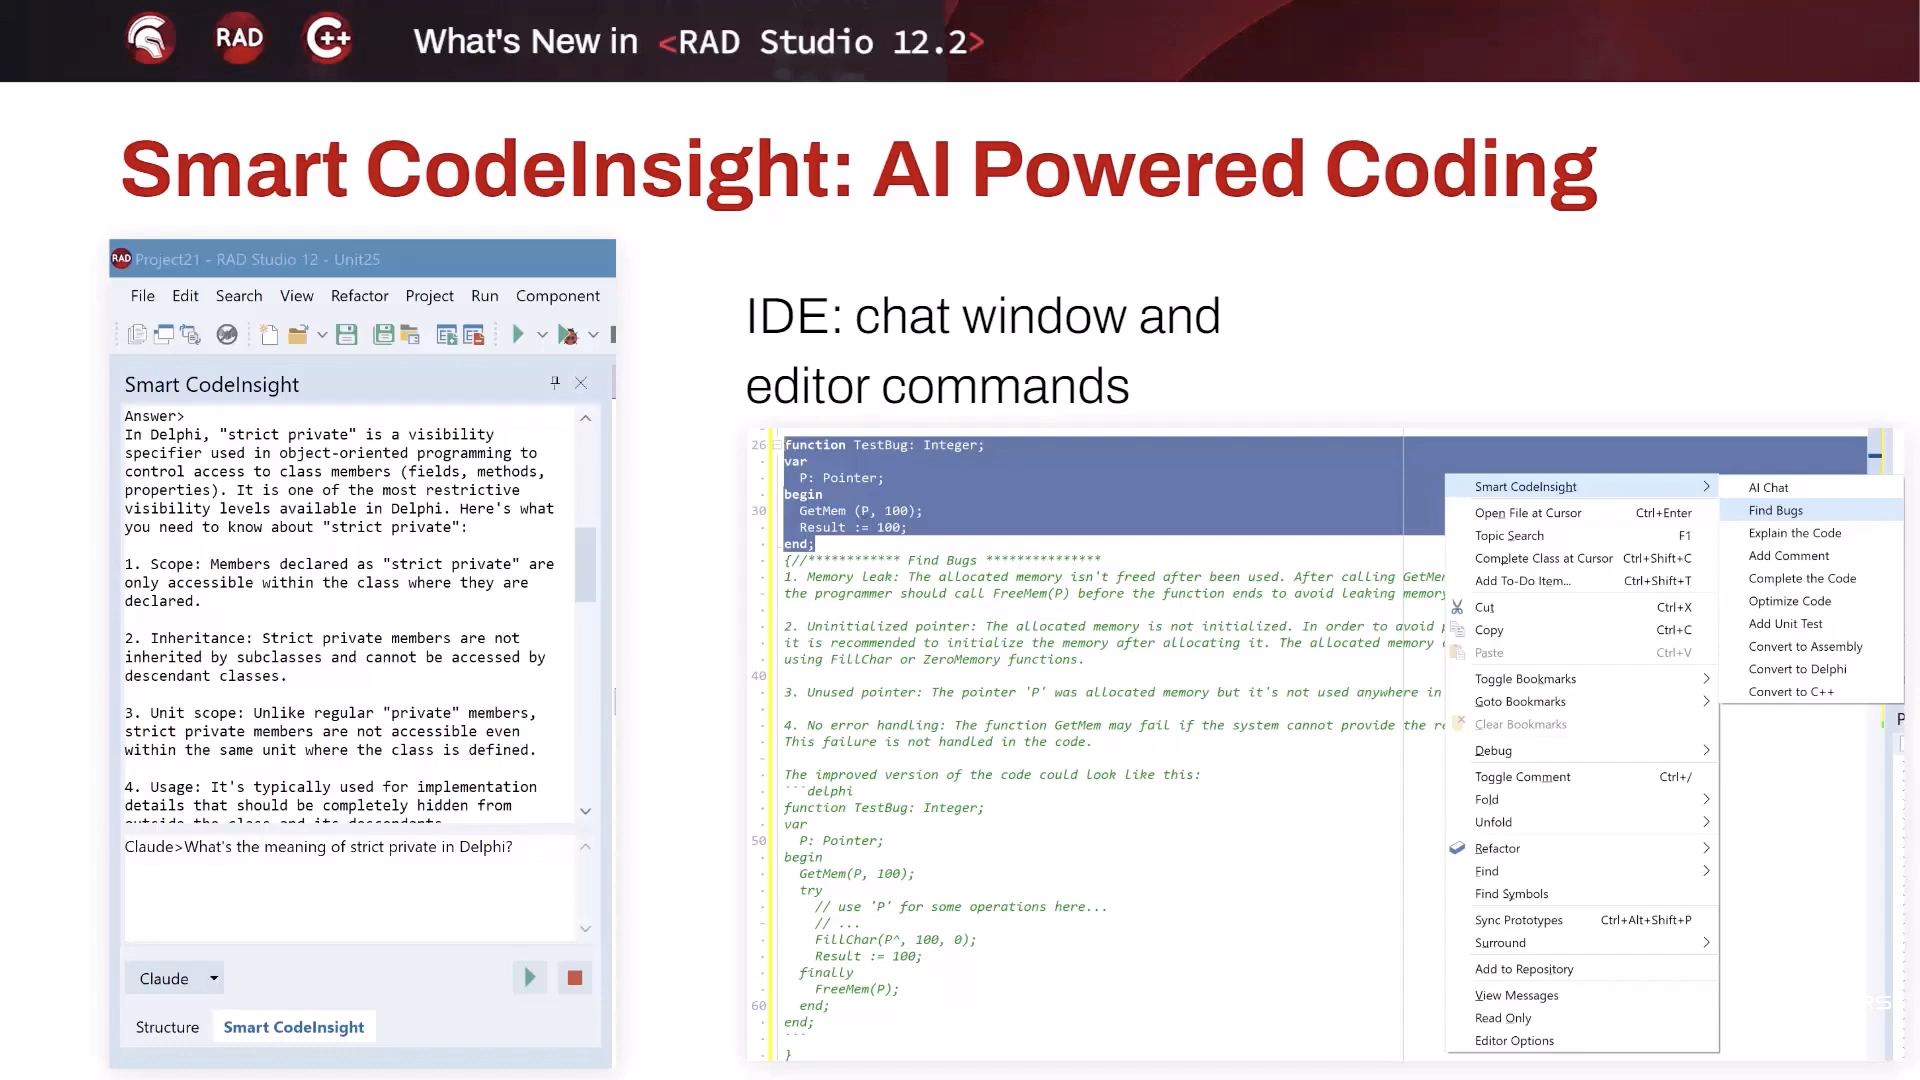 RAD
C++
What's New in <RAD Studio 12.2>
Smart CodeInsight: AI Powered Coding
RAD Project21 - RAD Studio 12 - Unit25
File Edit Search View Refactor Project Run Component
Smart CodeInsight
Answer>
In Delphi, "strict private" is a visibility
specifier used in object-oriented programming to
control access to class members (fields, methods,
properties). It is one of the most restrictive
visibility levels available in Delphi. Here's what
you need to know about "strict private":
1. Scope: Members declared as "strict private" are
only accessible within the class where they are
declared.
2. Inheritance: Strict private members are not
inherited by subclasses and cannot be accessed by
descendant classes.
3. Unit scope: Unlike regular "private" members,
strict private members are not accessible even
within the same unit where the class is defined.
4. Usage: It's typically used for implementation
details that should be completely hidden from
outside the class and its descendants
Claude>What's the meaning of strict private in Delphi?
Claude
Structure Smart CodeInsight
IDE: chat window and
editor commands
26 function TestBug: Integer;
var
P: Pointer;
begin
30 GetMem (P, 100);
Result := 100;
end;
{//************ Find Bugs ***************
1. Memory leak: The allocated memory isn't freed after been used. After calling GetMem
the programmer should call FreeMem(P) before the function ends to avoid leaking memory
2. Uninitialized pointer: The allocated memory is not initialized. In order to avoid
it is recommended to initialize the memory after allocating it. The allocated memory
using FillChar or ZeroMemory functions.
40
3. Unused pointer: The pointer 'P' was allocated memory but it's not used anywhere in
4. No error handling: The function GetMem may fail if the system cannot provide the re
This failure is not handled in the code.
The improved version of the code could look like this:
```delphi
function TestBug: Integer;
var
50 P: Pointer;
begin
GetMem(P, 100);
try
// use 'P' for some operations here...
// ...
FillChar(P^, 100, 0);
Result := 100;
finally
FreeMem(P);
60 end;
end;
```
}
Smart CodeInsight
Open File at Cursor Ctrl+Enter
Topic Search F1
Complete Class at Cursor Ctrl+Shift+C
Add To-Do Item... Ctrl+Shift+T
Cut Ctrl+X
Copy Ctrl+C
Paste Ctrl+V
Toggle Bookmarks
Goto Bookmarks
Clear Bookmarks
Debug
Toggle Comment Ctrl+/
Fold
Unfold
Refactor
Find
Find Symbols
Sync Prototypes Ctrl+Alt+Shift+P
Surround
Add to Repository
View Messages
Read Only
Editor Options
AI Chat
Find Bugs
Explain the Code
Add Comment
Complete the Code
Optimize Code
Add Unit Test
Convert to Assembly
Convert to Delphi
Convert to C++